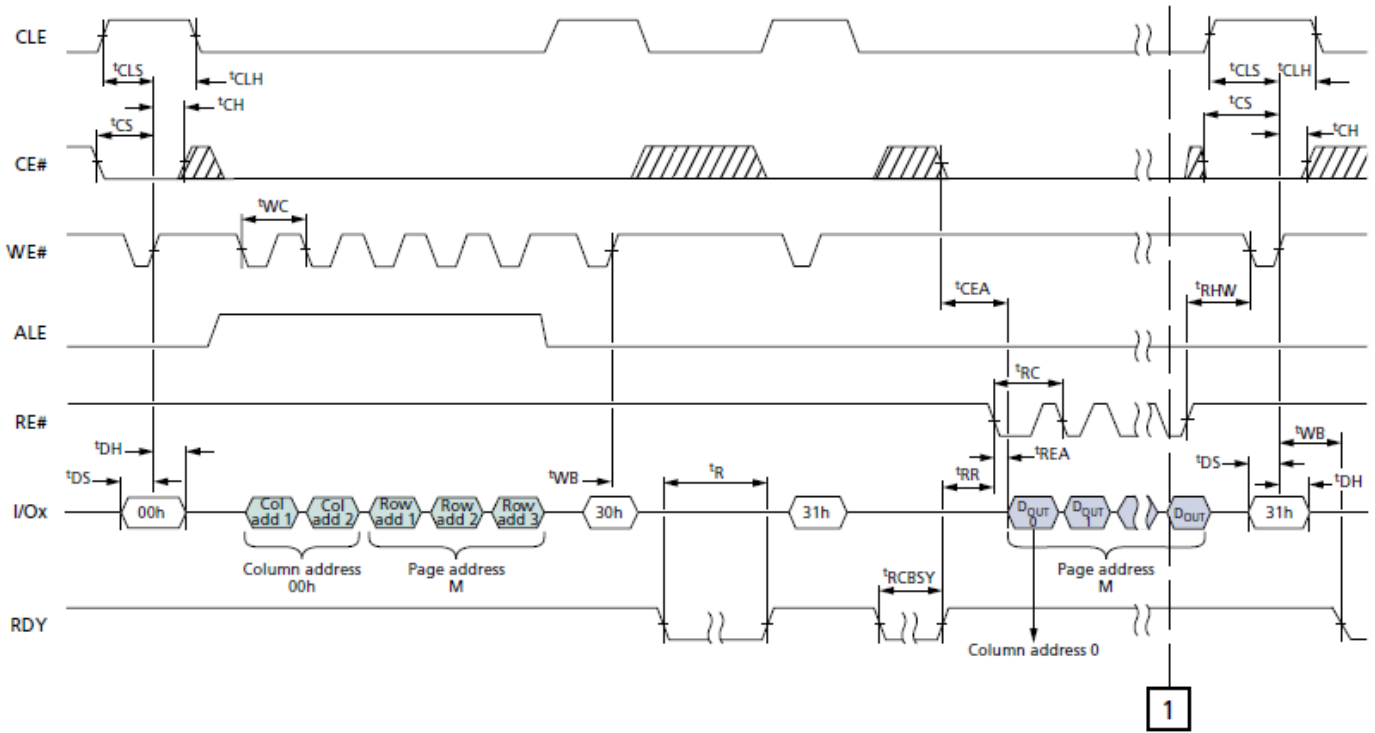 CLE
tCLS
tCLH
tCLS
tCLH
tCH
tCS
tCS
tCH
CE#
tWC
WE#
tCEA
tRHW
ALE
tRC
RE#
tDH
tREA
tWB
tDS
tWB
tR
tRR
tDS
tDH
I/Ox
00h
Col add 1
Col add 2
Row add 1
Row add 2
Row add 3
30h
31h
DOUT 0
DOUT 1
DOUT
31h
Column address 00h
Page address M
tRCBSY
Page address M
RDY
Column address 0
1